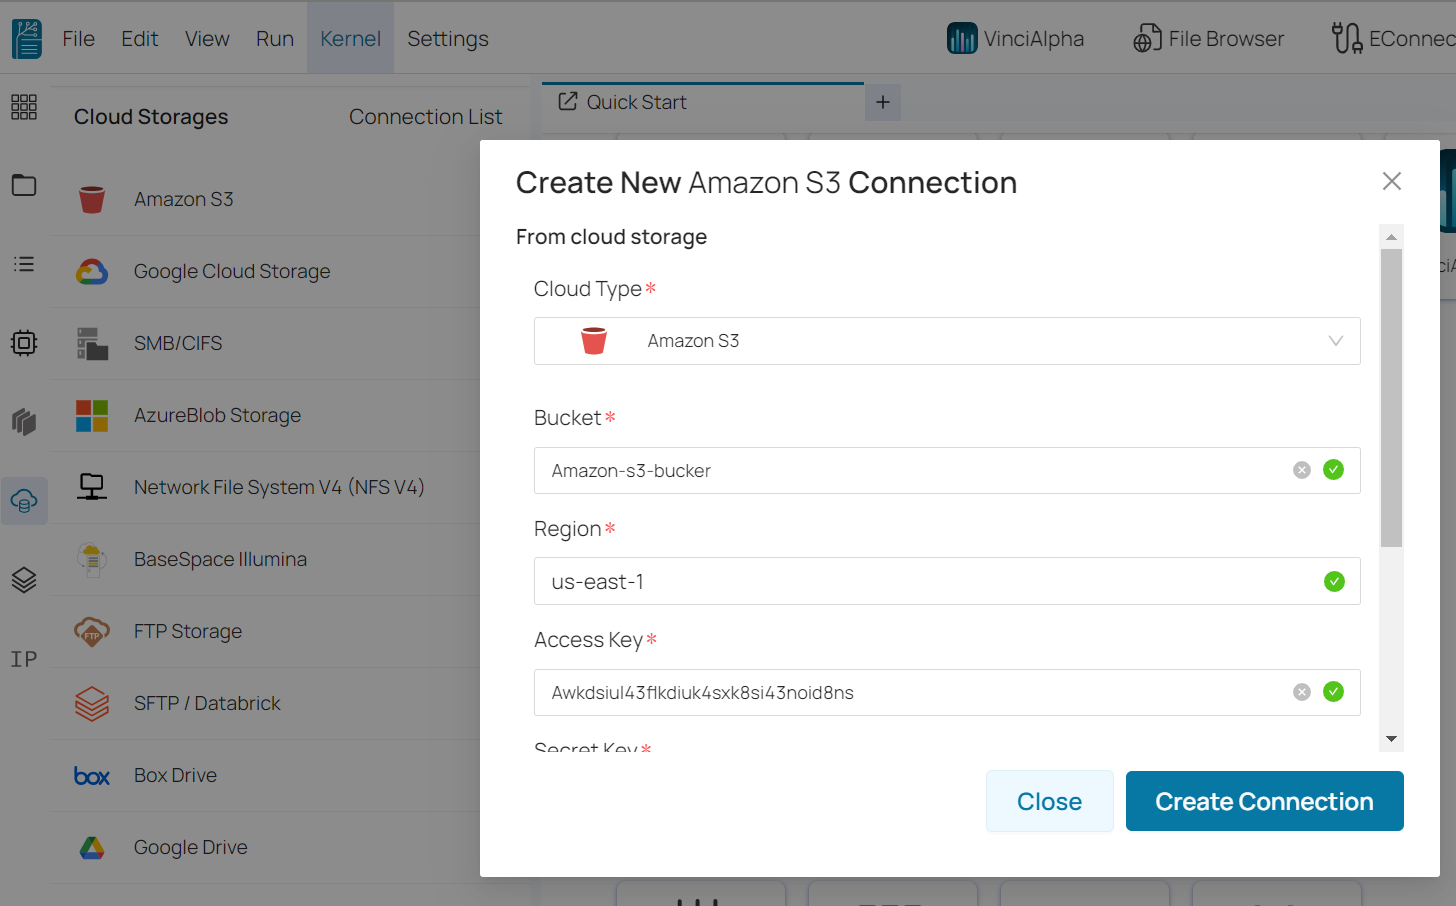 File Edit View Run Kernel Settings VinciAlpha File Browser EConnec
Cloud Storages Connection List
Quick Start +
Amazon S3
Google Cloud Storage
SMB/CIFS
AzureBlob Storage
Network File System V4 (NFS V4)
BaseSpace Illumina
FTP
FTP Storage
SFTP / Databrick
box Box Drive
Google Drive
IP
Create New Amazon S3 Connection
From cloud storage
Cloud Type*
Amazon S3
Bucket*
Amazon-s3-bucker
Region*
us-east-1
Access Key*
Awkdsiul43flkdiuk4sxk8si43noid8ns
Secret Key*
Close Create Connection